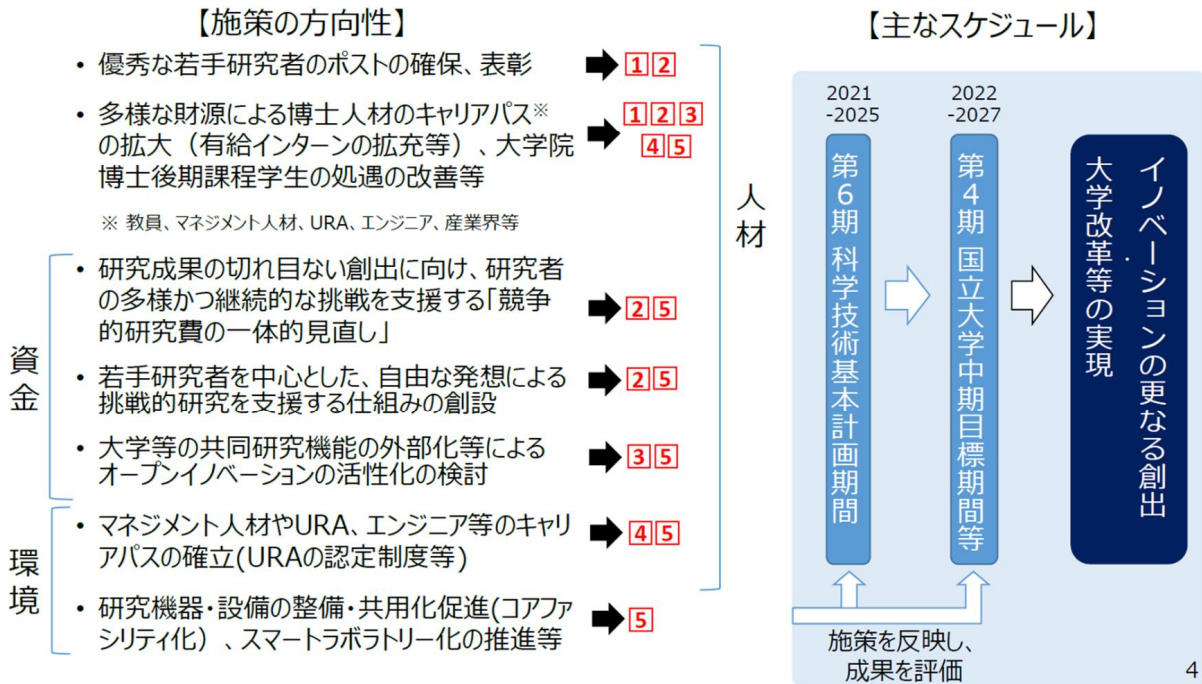 【施策の方向性】
• 優秀な若手研究者のポストの確保、表彰
1 2
• 多様な財源による博士人材のキャリアパス※
の拡大（有給インターンの拡充等）、大学院
博士後期課程学生の処遇の改善等
1 2 3
4 5
※ 教員、マネジメント人材、URA、エンジニア、産業界等
資金
• 研究成果の切れ目ない創出に向け、研究者
の多様かつ継続的な挑戦を支援する「競争
的研究費の一体的見直し」
2 5
• 若手研究者を中心とした、自由な発想による
挑戦的研究を支援する仕組みの創設
2 5
• 大学等の共同研究機能の外部化等による
オープンイノベーションの活性化の検討
3 5
環境
• マネジメント人材やURA、エンジニア等のキャリ
アパスの確立(URAの認定制度等)
4 5
• 研究機器・設備の整備・共用化促進(コアファ
シリティ化）、スマートラボラトリー化の推進等
5
人材
【主なスケジュール】
2021
-2025
第6期 科学技術基本計画期間
2022
-2027
第4期 国立大学中期目標期間等
イノベーションの更なる創出
大学改革等の実現
施策を反映し、
成果を評価
4